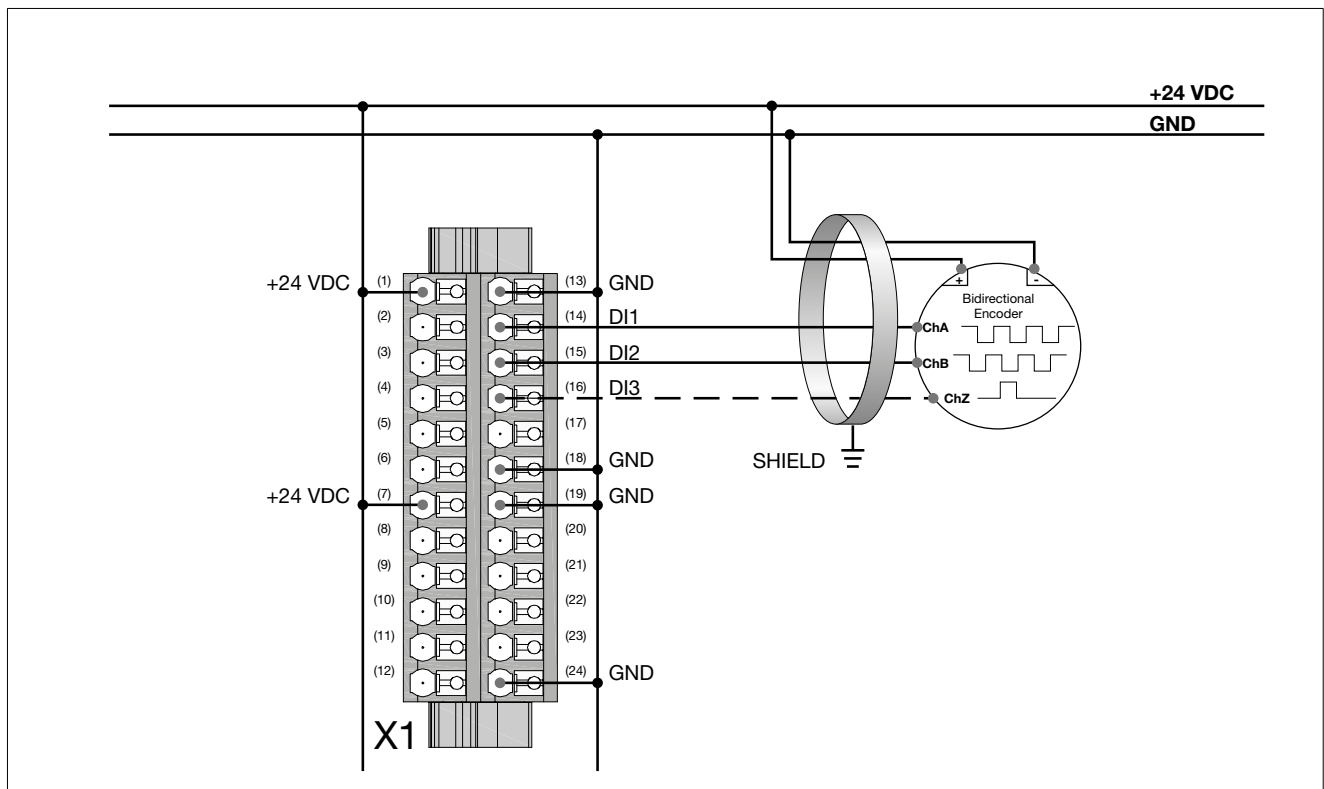 +24 VDC
GND
+24 VDC (1) (13) GND
(2) (14) DI1
(3) (15) DI2
(4) (16) DI3
(5) (17)
(6) (18) GND
+24 VDC (7) (19) GND
(8) (20)
(9) (21)
(10) (22)
(11) (23)
(12) (24) GND
X1
SHIELD
+ -
Bidirectional
Encoder
ChA
ChB
ChZ